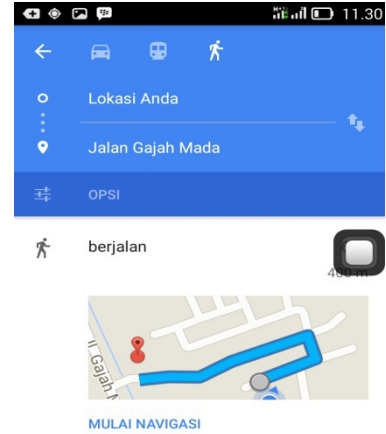 11.30
Lokasi Anda
Jalan Gajah Mada
OPSI
berjalan
400 m
Jl. Gajah
MULAI NAVIGASI